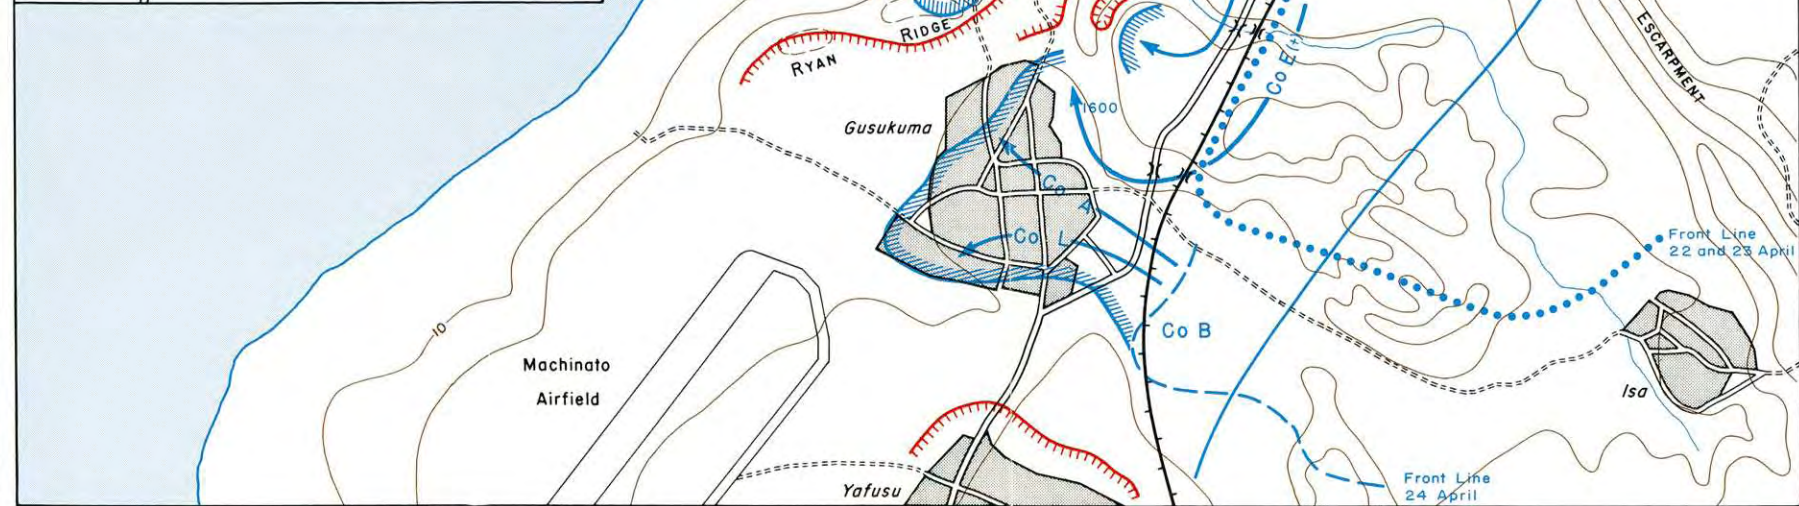 RYAN RIDGE
ESCARPMENT
Co E(+)
1600
Gusukuma
Co A
Co L
Front Line
22 and 23 April
10
Co B
Machinato
Airfield
Isa
Yafusu
Front Line
24 April